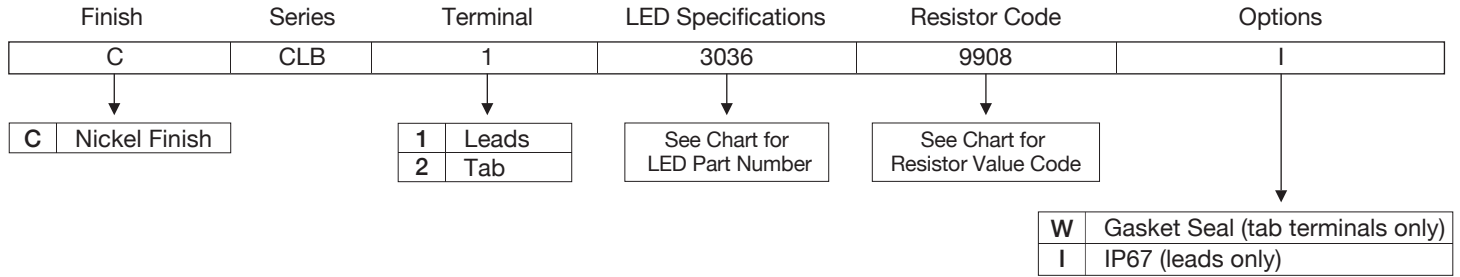 Finish Series Terminal LED Specifications Resistor Code Options
C CLB 1 3036 9908 I
C Nickel Finish
1 Leads
2 Tab
See Chart for
LED Part Number
See Chart for
Resistor Value Code
W Gasket Seal (tab terminals only)
I IP67 (leads only)